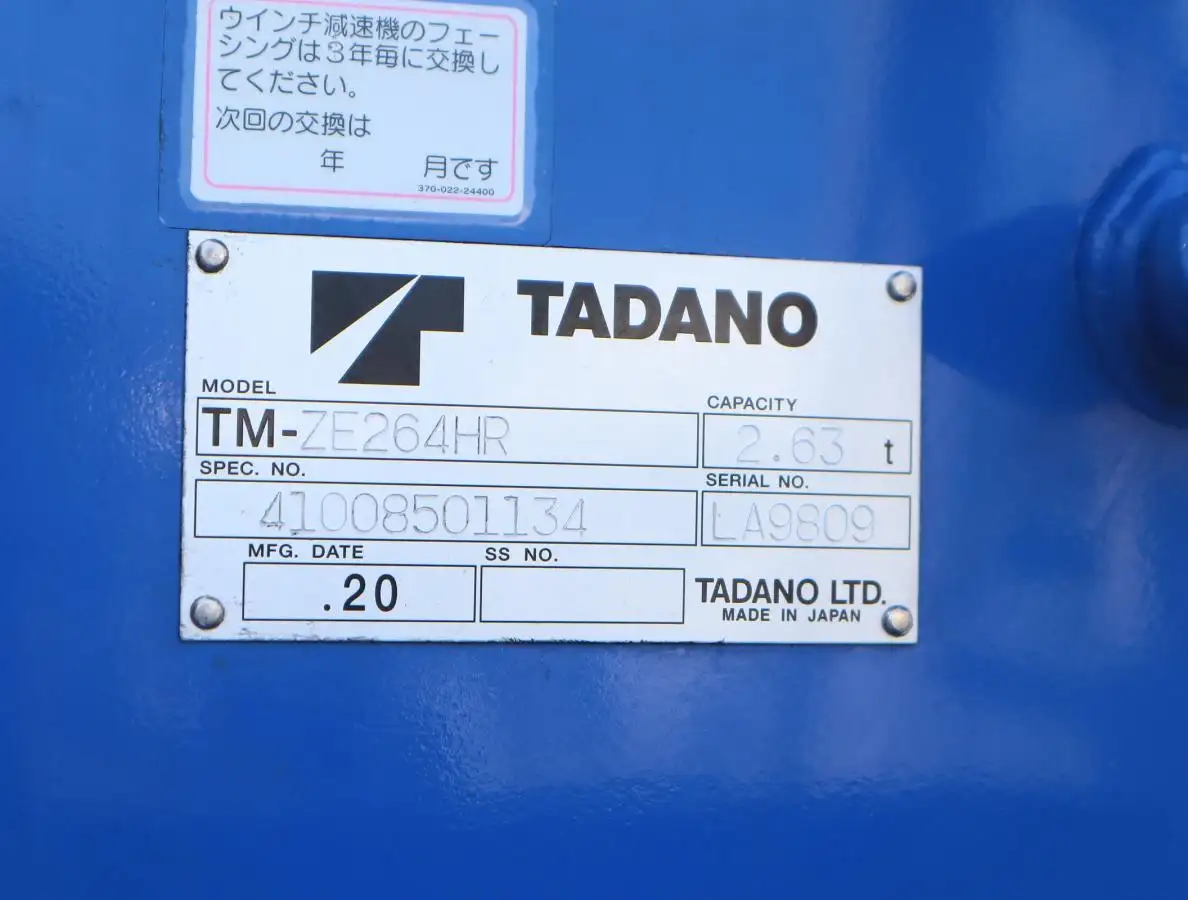 ウインチ減速機のフェー
シングは3年毎に交換し
てください。
次回の交換は
年 月です
370-022-24400
TADANO
MODEL
TM-ZE264HR
CAPACITY
2.63 t
SPEC. NO.
41008501134
SERIAL NO.
LA9809
MFG. DATE
.20
SS NO.
TADANO LTD.
MADE IN JAPAN